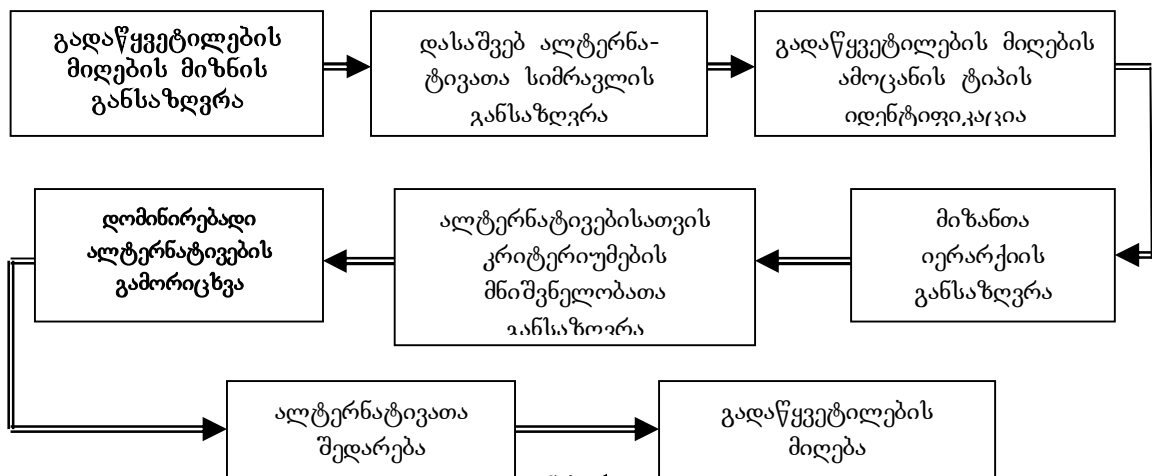 გადაწყვეტილების
მიღების მიზნის
განსაზღვრა
დასაშვებ ალტერნა-
ტივათა სიმრავლის
განსაზღვრა
გადაწყვეტილების მიღების
ამოცანის ტიპის
იდენტიფიკაცია
მიზანთა
იერარქიის
განსაზღვრა
ალტერნატივებისათვის
კრიტერიუმების
მნიშვნელობათა
განსაზღვრა
დომინირებადი
ალტერნატივების
გამორიცხვა
ალტერნატივათა
შედარება
გადაწყვეტილების
მიღება